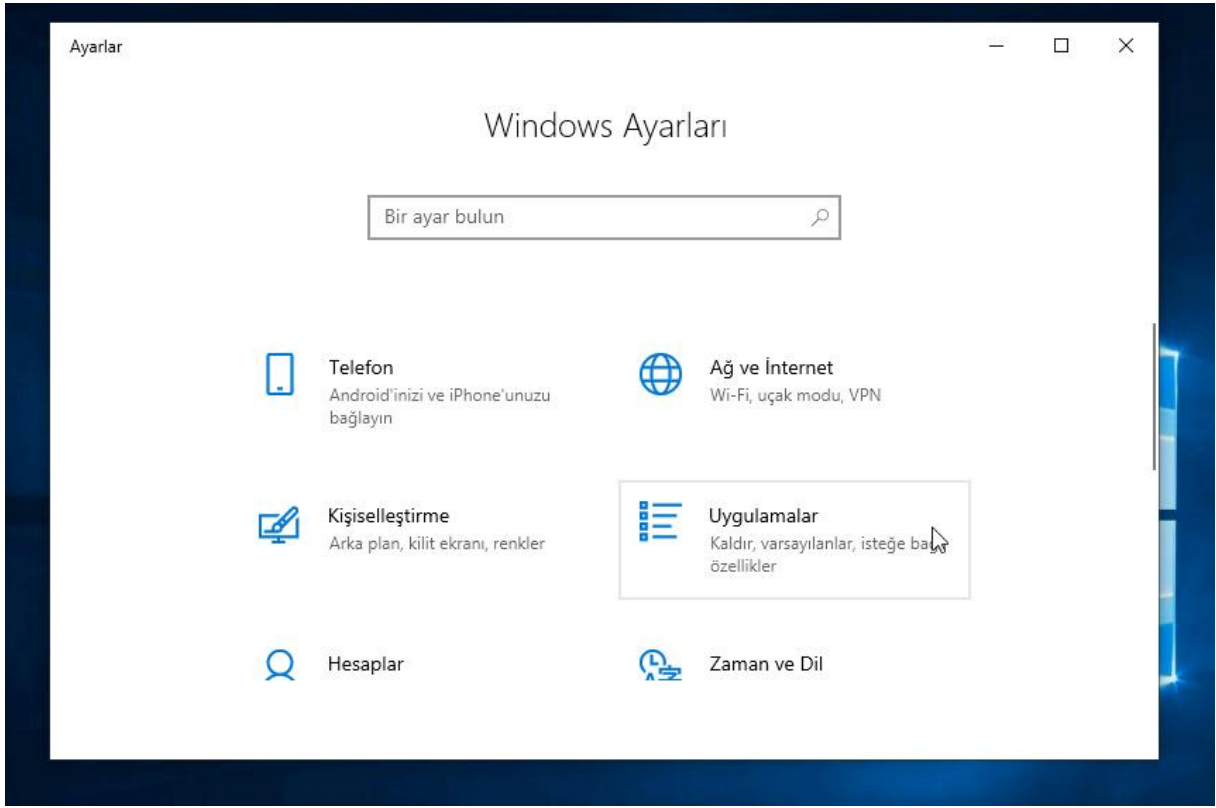 Ayarlar
Windows Ayarları
Bir ayar bulun
Telefon
Android'inizi ve iPhone'unuzu
bağlayın
Ağ ve İnternet
Wi-Fi, uçak modu, VPN
Kişiselleştirme
Arka plan, kilit ekranı, renkler
Uygulamalar
Kaldır, varsayılanlar, isteğe
özellikler
Hesaplar
Zaman ve Dil